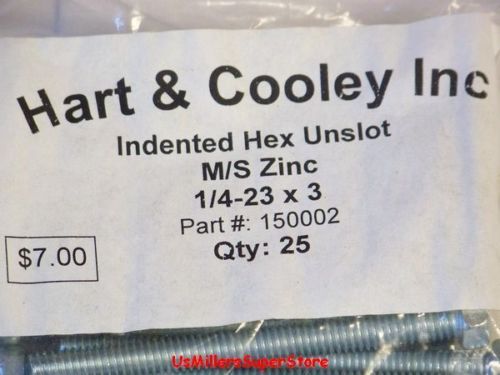 Hart & Cooley Inc
Indented Hex Unslot
M/S Zinc
1/4-23 x 3
Part #: 150002
$7.00
Qty: 25
UsMillersSuperStore